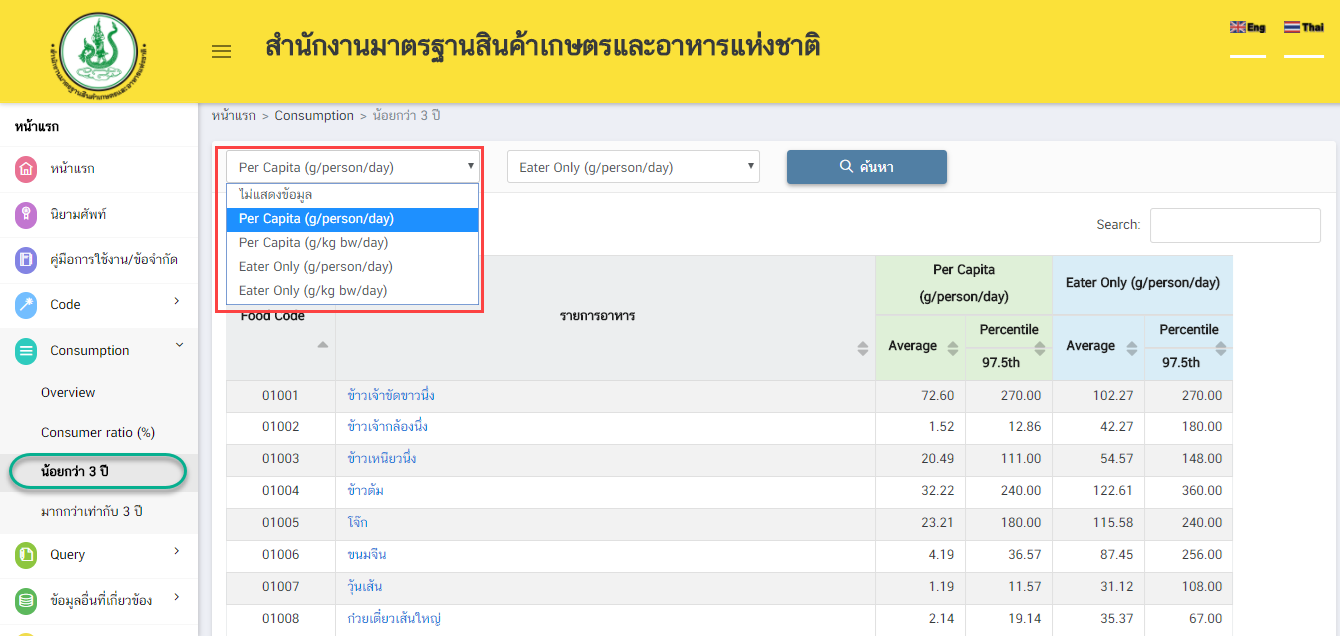 สำนักงานมาตรฐานสินค้าเกษตรและอาหารแห่งชาติ
Eng
Thai
หน้าแรก
หน้าแรก
นิยามศัพท์
คู่มือการใช้งาน/ข้อจำกัด
Code
Consumption
Overview
Consumer ratio (%)
น้อยกว่า 3 ปี
มากกว่าเท่ากับ 3 ปี
Query
ข้อมูลอื่นที่เกี่ยวข้อง
หน้าแรก > Consumption > น้อยกว่า 3 ปี
Per Capita (g/person/day)
Eater Only (g/person/day)
ค้นหา
ไม่แสดงข้อมูล
Per Capita (g/person/day)
Per Capita (g/kg bw/day)
Eater Only (g/person/day)
Eater Only (g/kg bw/day)
Search:
Food Code
รายการอาหาร
Per Capita
(g/person/day)
Eater Only (g/person/day)
Average
Percentile
97.5th
Average
Percentile
97.5th
01001 ข้าวเจ้าขัดขาวนึ่ง 72.60 270.00 102.27 270.00
01002 ข้าวเจ้ากล้องนึ่ง 1.52 12.86 42.27 180.00
01003 ข้าวเหนียวนึ่ง 20.49 111.00 54.57 148.00
01004 ข้าวต้ม 32.22 240.00 122.61 360.00
01005 โจ๊ก 23.21 180.00 115.58 240.00
01006 ขนมจีน 4.19 36.57 87.45 256.00
01007 วุ้นเส้น 1.19 11.57 31.12 108.00
01008 ก๋วยเตี๋ยวเส้นใหญ่ 2.14 19.14 35.37 67.00